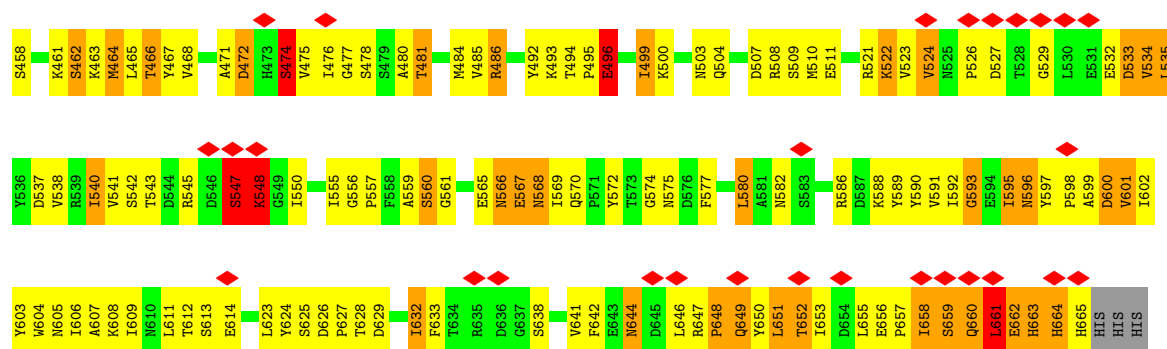 S458 K461 S462 K463 M464 L465 T466 Y467 V468 A471 D472 H473 S474 V475 I476 G477 S478 S479 A480 T481 M484 V485 R486 Y492 K493 T494 P495 E496 I499 K500 N503 Q504 D507 R508 S509 M510 E511 R521 K522 V523 V524 N525 P526 D527 T528 G529 L530 E531 E532 D533 V534 L535
Y536 D537 V538 R539 I540 V541 S542 T543 D544 R545 D546 S547 K548 G549 I550 I555 G556 P557 F558 A559 S560 G561 E565 N566 E567 N568 I569 Q570 P571 Y572 T573 G574 N575 D576 F577 L580 A581 N582 S583 R586 D587 K588 Y589 Y590 V591 I592 G593 E594 I595 N596 Y597 P598 A599 D600 V601 I602
Y603 W604 N605 I606 A607 K608 I609 N610 L611 T612 S613 E614 L623 Y624 S625 D626 P627 T628 D629 I632 F633 T634 R635 D636 G637 S638 V641 F642 E643 N644 D645 L646 R647 P648 Q649 Y650 L651 T652 I653 D654 L655 E656 P657 I658 S659 Q660 L661 E662 H663 H664 H665 HIS HIS HIS